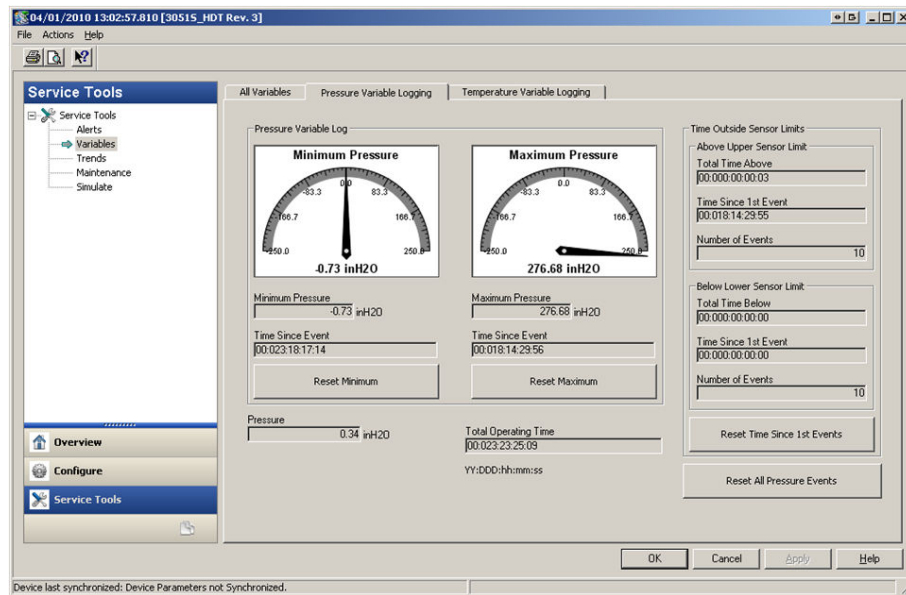 04/01/2010 13:02:57.810 [3051S_HDT Rev. 3]
File Actions Help
Service Tools
Service Tools
Alerts
Variables
Trends
Maintenance
Simulate
Overview
Configure
Service Tools
All Variables Pressure Variable Logging Temperature Variable Logging
Pressure Variable Log
Minimum Pressure
-250.0 -166.7 -83.3 0.0 83.3 166.7 250.0
-0.73 inH2O
Maximum Pressure
-250.0 -166.7 -83.3 0.0 83.3 166.7 250.0
276.68 inH2O
Minimum Pressure
-0.73 inH2O
Time Since Event
00:023:18:17:14
Reset Minimum
Maximum Pressure
276.68 inH2O
Time Since Event
00:018:14:29:56
Reset Maximum
Pressure
0.34 inH2O
Total Operating Time
00:023:23:25:09
YY:DDD:hh:mm:ss
Time Outside Sensor Limits
Above Upper Sensor Limit
Total Time Above
00:000:00:00:03
Time Since 1st Event
00:018:14:29:55
Number of Events
10
Below Lower Sensor Limit
Total Time Below
00:000:00:00:00
Time Since 1st Event
00:000:00:00:00
Number of Events
10
Reset Time Since 1st Events
Reset All Pressure Events
OK Cancel Apply Help
Device last synchronized: Device Parameters not Synchronized.